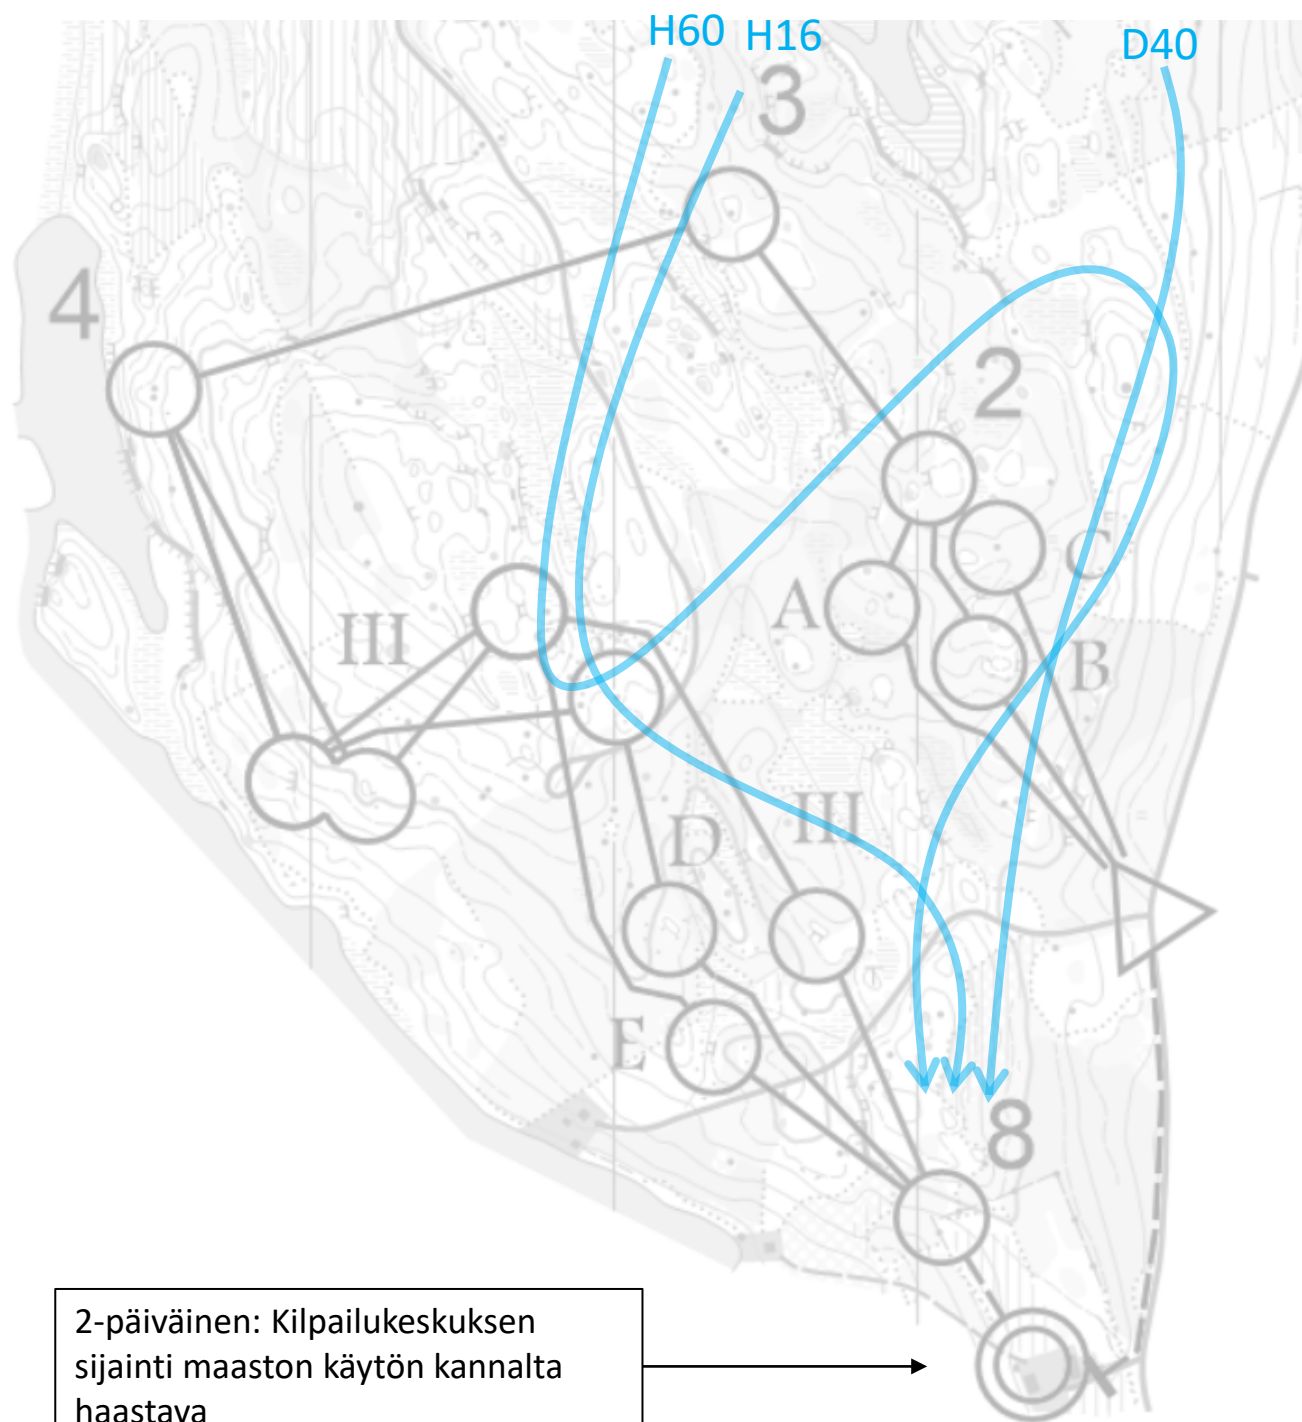 H60 H16
D40
3
4
2
C
A
III
B
III
D
E
8
2-päiväinen: Kilpailukeskuksen
sijainti maaston käytön kannalta
haastava